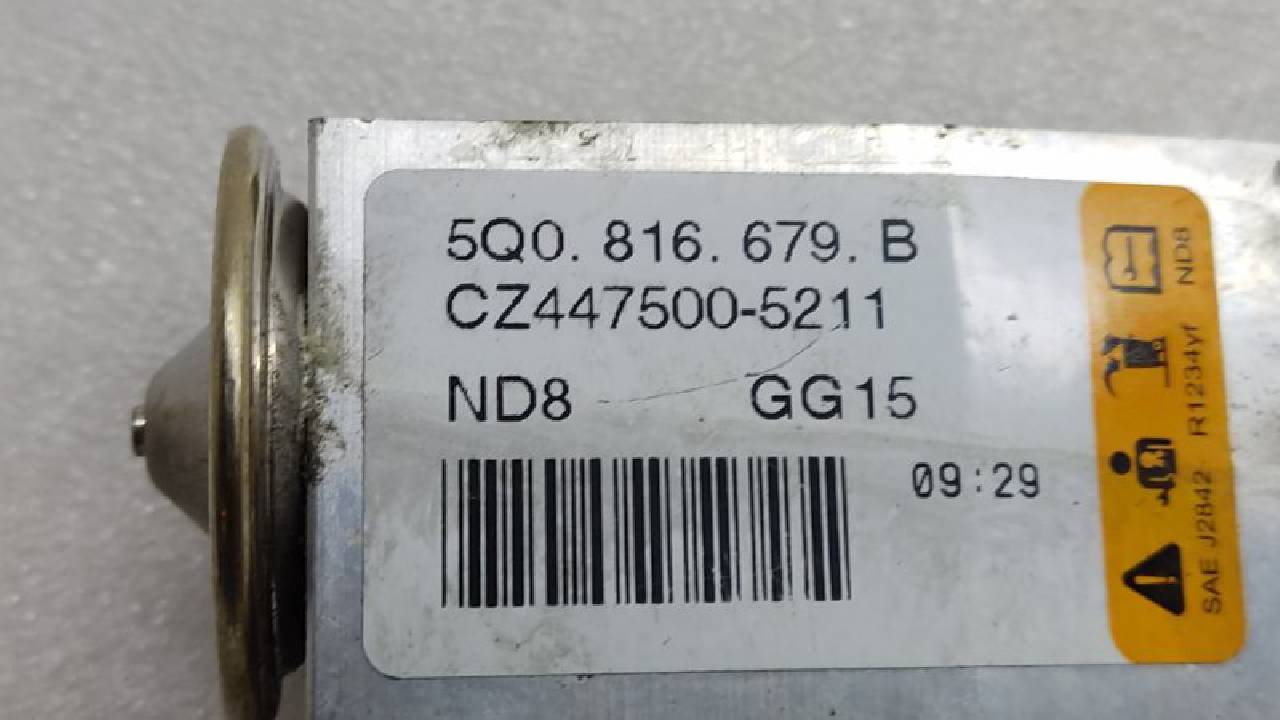 5Q0. 816. 679. B
CZ447500-5211
ND8 GG15
09:29
SAE J2842 R1234yf ND8